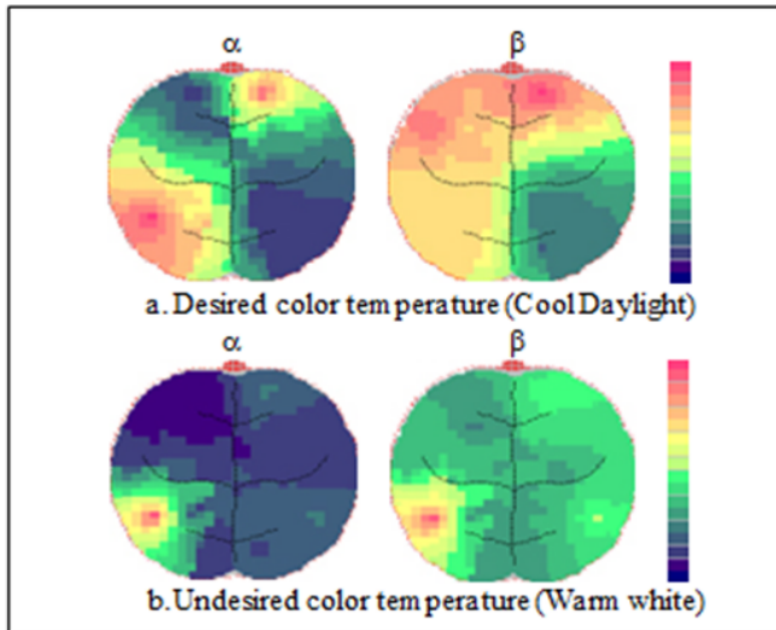 α β
a. Desired color temperature (Cool Daylight)
α β
b. Undesired color temperature (Warm white)